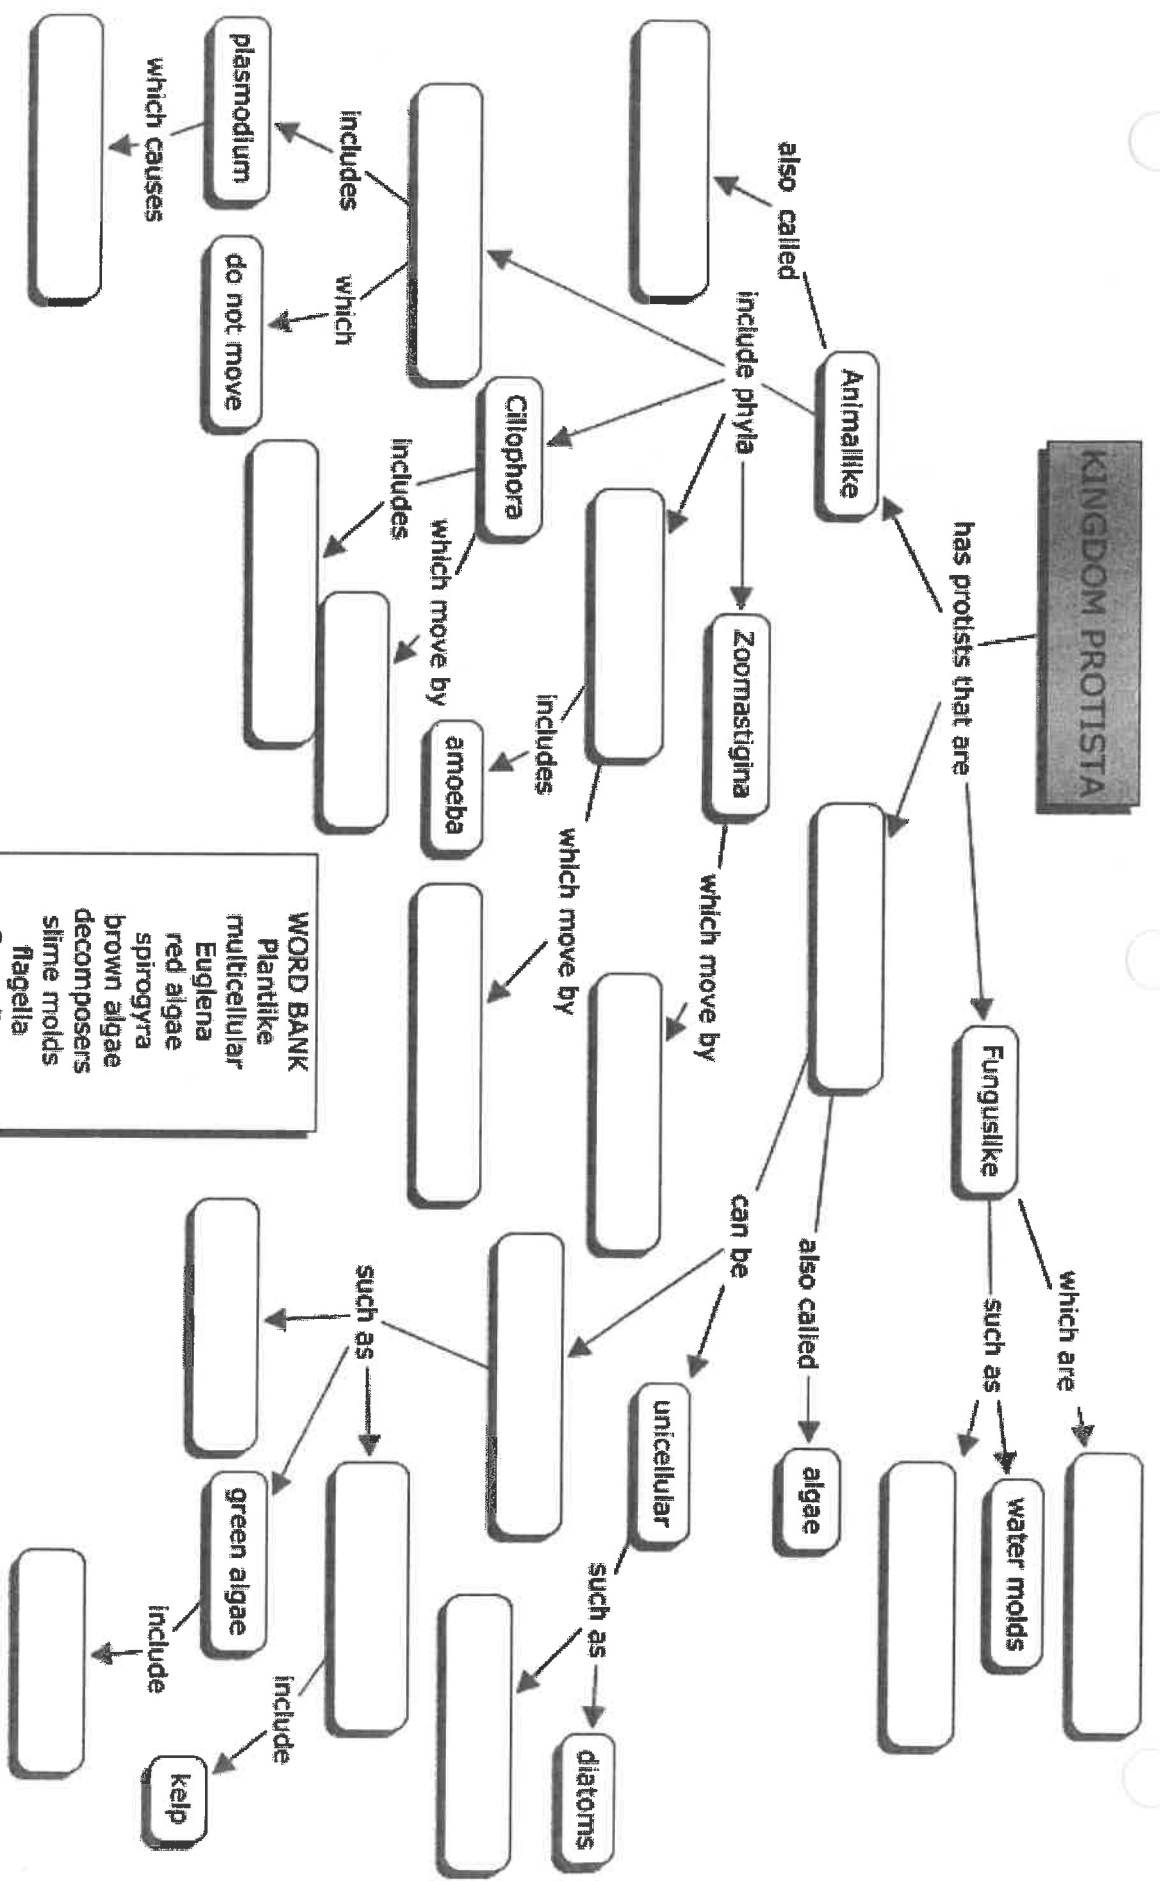 KINGDOM PROTISTA
has protists that are
Animallike
also called
include phyla
Ciliophora
Zoomastigina
includes
which
plasmodium
do not move
which causes
includes
which move by
includes
amoeba
which move by
which move by
Funguslike
which are
such as
water molds
also called
algae
can be
unicellular
such as
diatoms
such as
green algae
include
include
kelp
WORD BANK
Plantlike
multicellular
Euglena
red algae
spirogyra
brown algae
decomposers
slime molds
flagella